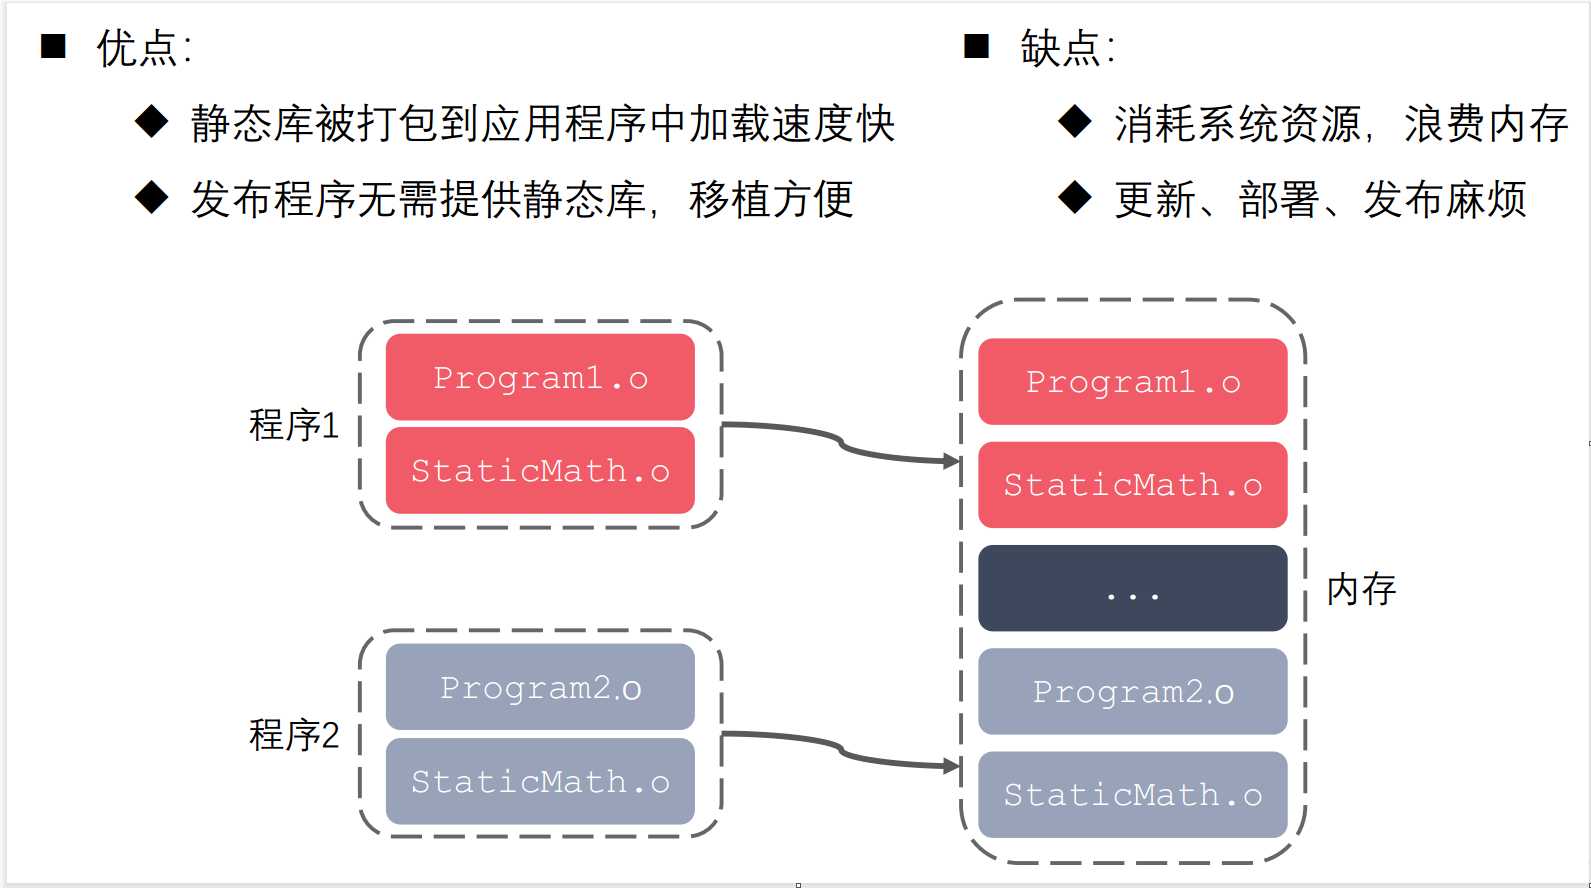 优点：
静态库被打包到应用程序中加载速度快
发布程序无需提供静态库，移植方便
缺点：
消耗系统资源，浪费内存
更新、部署、发布麻烦
程序1
Program1.o
StaticMath.o
程序2
Program2.o
StaticMath.o
Program1.o
StaticMath.o
...
Program2.o
StaticMath.o
内存